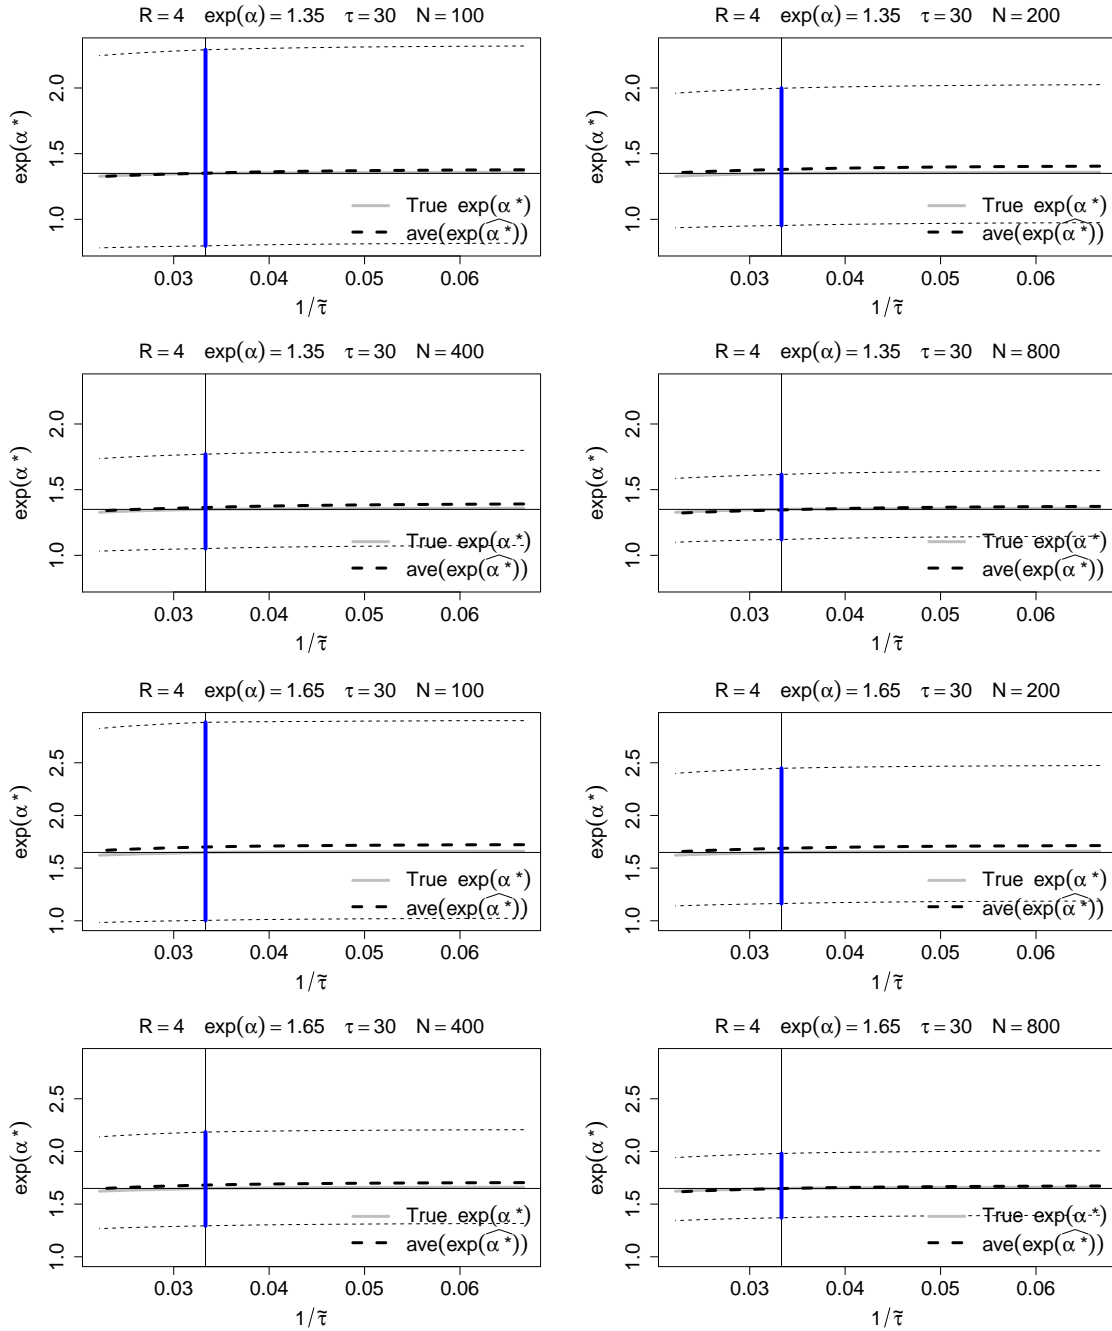 R = 4 exp(α) = 1.35 τ = 30 N = 100
exp(α*)
2.0
1.5
1.0
True exp(α*)
ave(exp(α̂*))
0.03 0.04 0.05 0.06
1/τ̃
R = 4 exp(α) = 1.35 τ = 30 N = 200
exp(α*)
2.0
1.5
1.0
True exp(α*)
ave(exp(α̂*))
0.03 0.04 0.05 0.06
1/τ̃
R = 4 exp(α) = 1.35 τ = 30 N = 400
exp(α*)
2.0
1.5
1.0
True exp(α*)
ave(exp(α̂*))
0.03 0.04 0.05 0.06
1/τ̃
R = 4 exp(α) = 1.35 τ = 30 N = 800
exp(α*)
2.0
1.5
1.0
True exp(α*)
ave(exp(α̂*))
0.03 0.04 0.05 0.06
1/τ̃
R = 4 exp(α) = 1.65 τ = 30 N = 100
exp(α*)
2.5
2.0
1.5
1.0
True exp(α*)
ave(exp(α̂*))
0.03 0.04 0.05 0.06
1/τ̃
R = 4 exp(α) = 1.65 τ = 30 N = 200
exp(α*)
2.5
2.0
1.5
1.0
True exp(α*)
ave(exp(α̂*))
0.03 0.04 0.05 0.06
1/τ̃
R = 4 exp(α) = 1.65 τ = 30 N = 400
exp(α*)
2.5
2.0
1.5
1.0
True exp(α*)
ave(exp(α̂*))
0.03 0.04 0.05 0.06
1/τ̃
R = 4 exp(α) = 1.65 τ = 30 N = 800
exp(α*)
2.5
2.0
1.5
1.0
True exp(α*)
ave(exp(α̂*))
0.03 0.04 0.05 0.06
1/τ̃